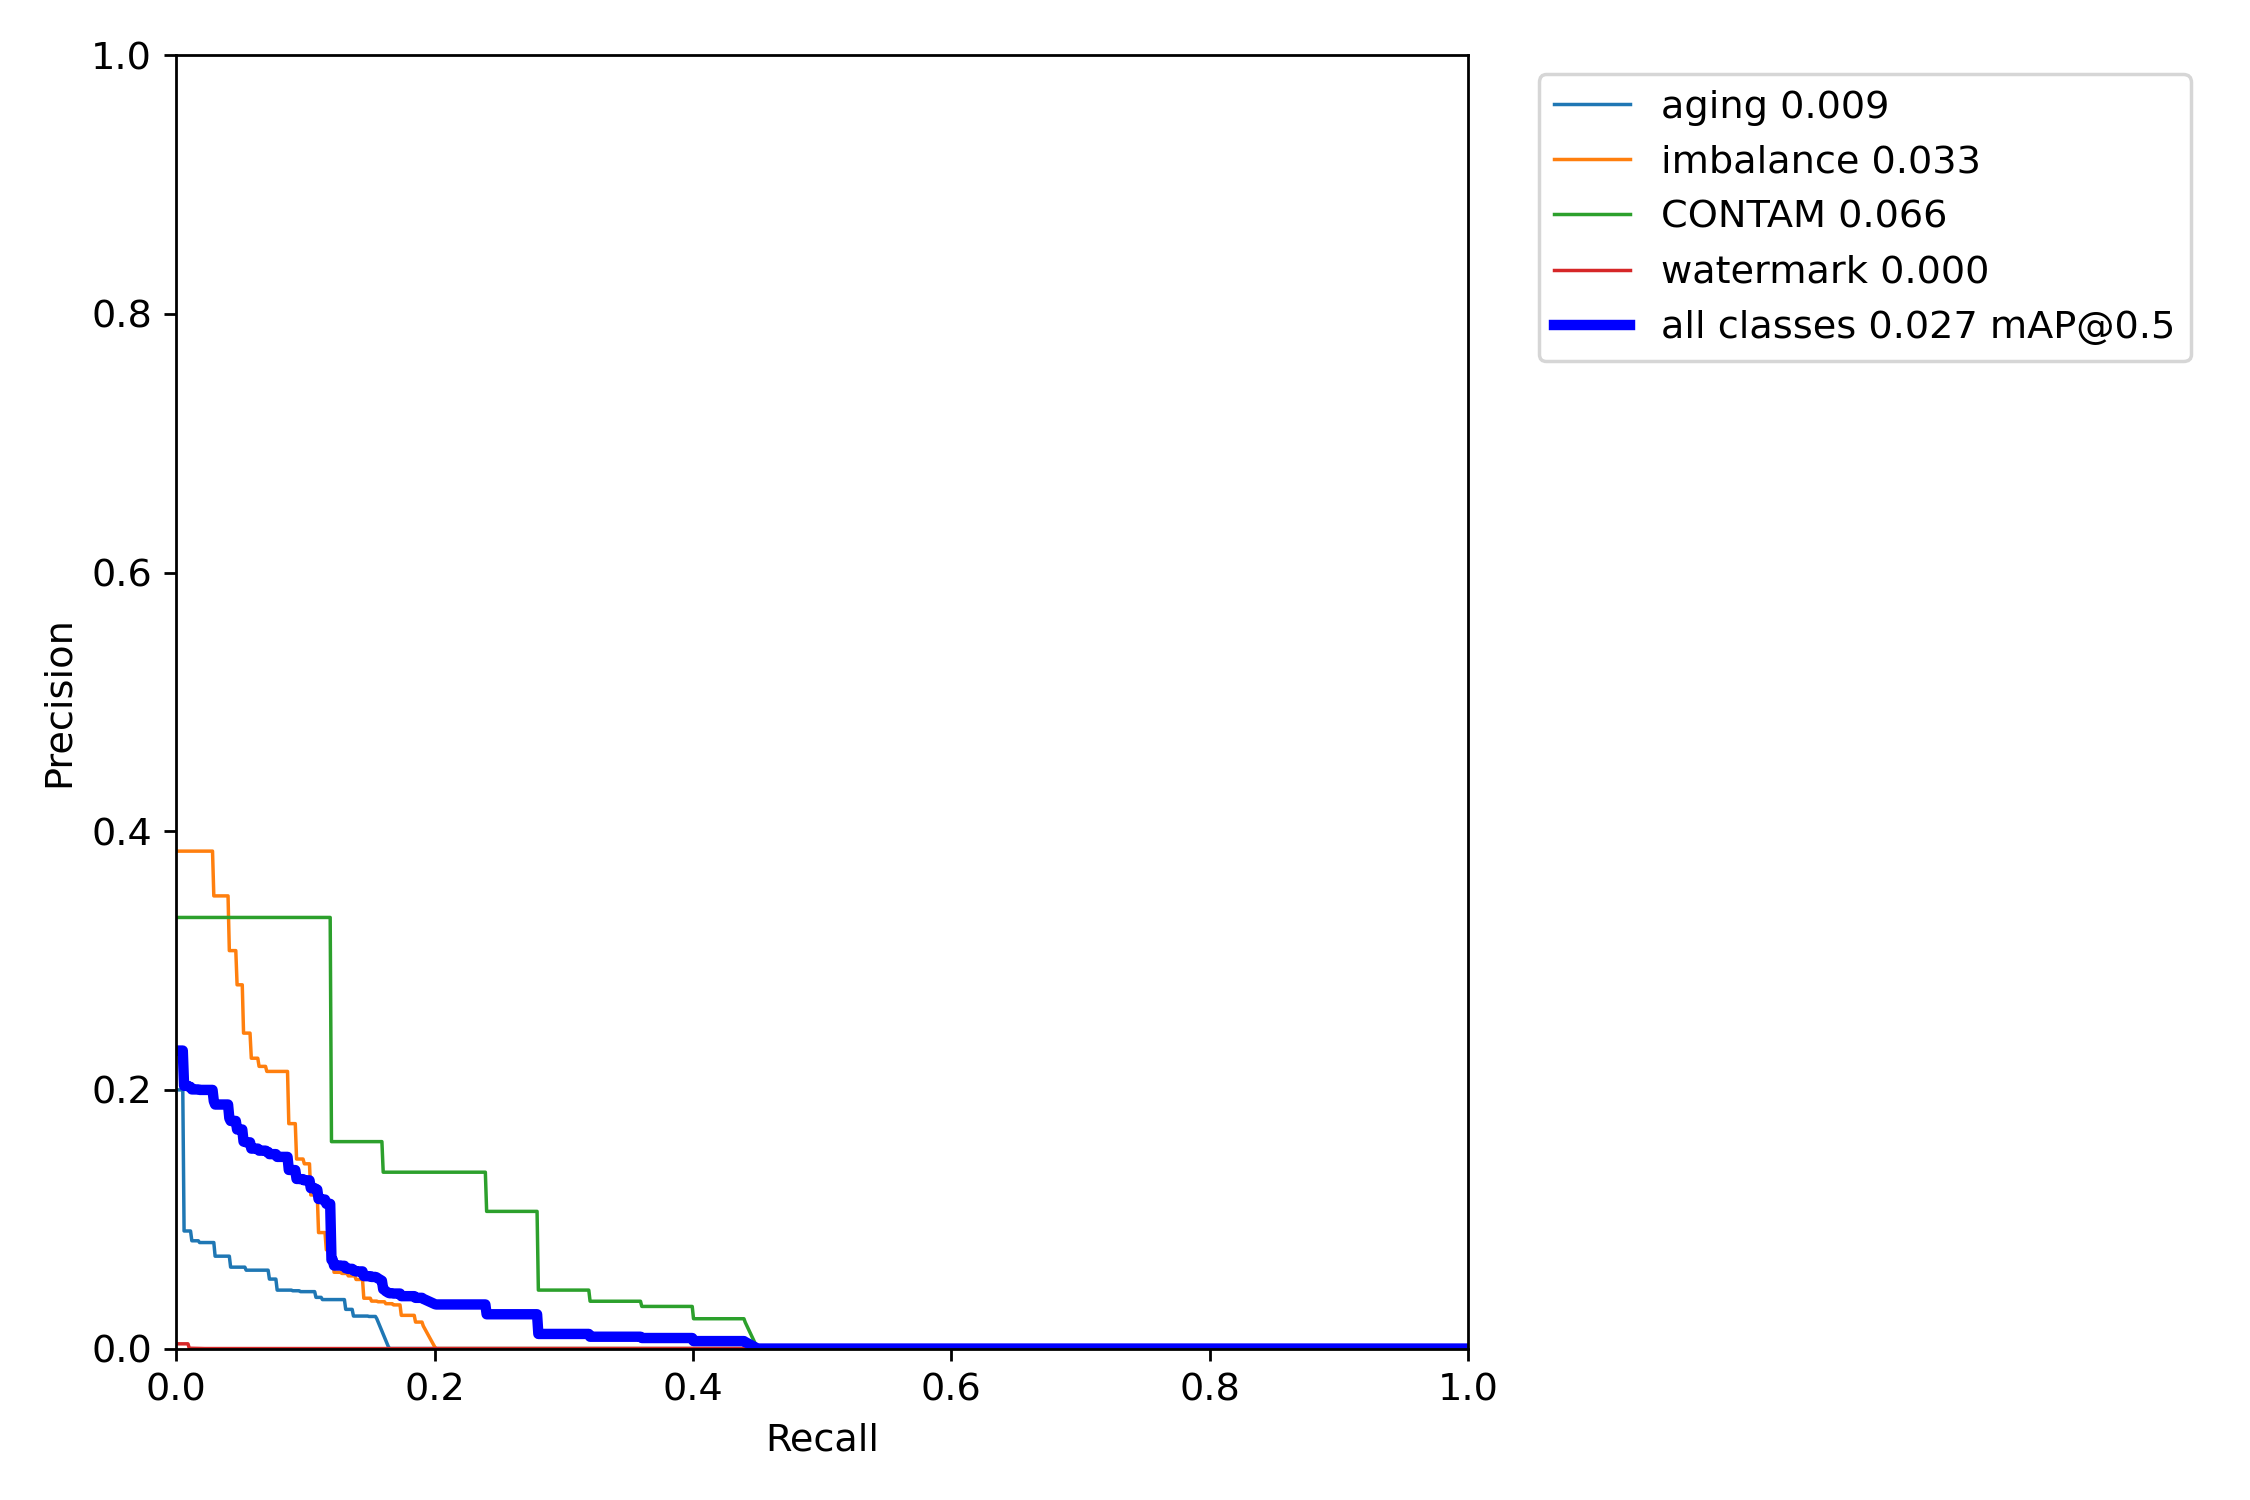 1.0
0.8
0.6
0.4
0.2
0.0
Precision
0.0 0.2 0.4 0.6 0.8 1.0
Recall
aging 0.009
imbalance 0.033
CONTAM 0.066
watermark 0.000
all classes 0.027 mAP@0.5